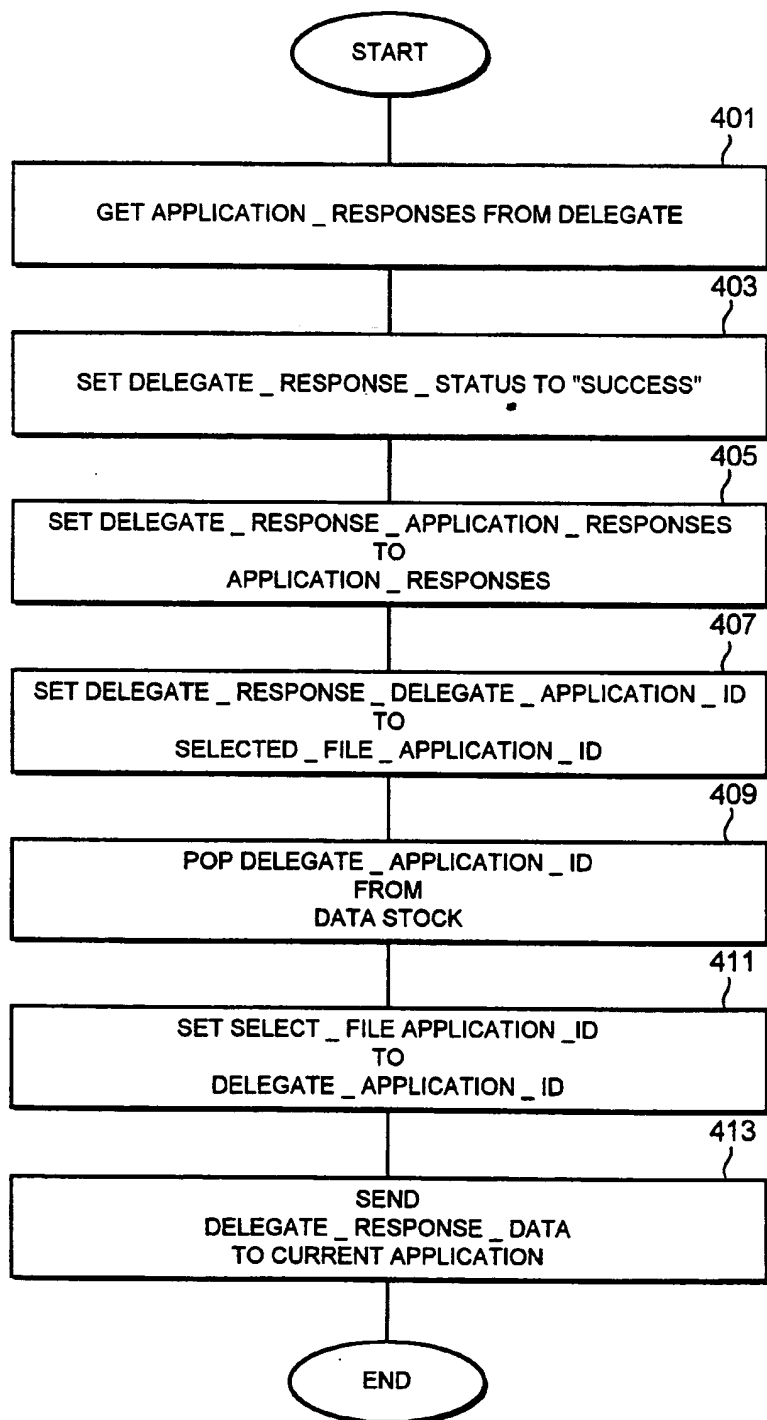 START
401
GET APPLICATION _ RESPONSES FROM DELEGATE
403
SET DELEGATE _ RESPONSE _ STATUS TO "SUCCESS"
405
SET DELEGATE _ RESPONSE _ APPLICATION _ RESPONSES
TO
APPLICATION _ RESPONSES
407
SET DELEGATE _ RESPONSE _ DELEGATE _ APPLICATION _ ID
TO
SELECTED _ FILE _ APPLICATION _ ID
409
POP DELEGATE _ APPLICATION _ ID
FROM
DATA STOCK
411
SET SELECT _ FILE APPLICATION _ID
TO
DELEGATE _ APPLICATION _ ID
413
SEND
DELEGATE _ RESPONSE _ DATA
TO CURRENT APPLICATION
END